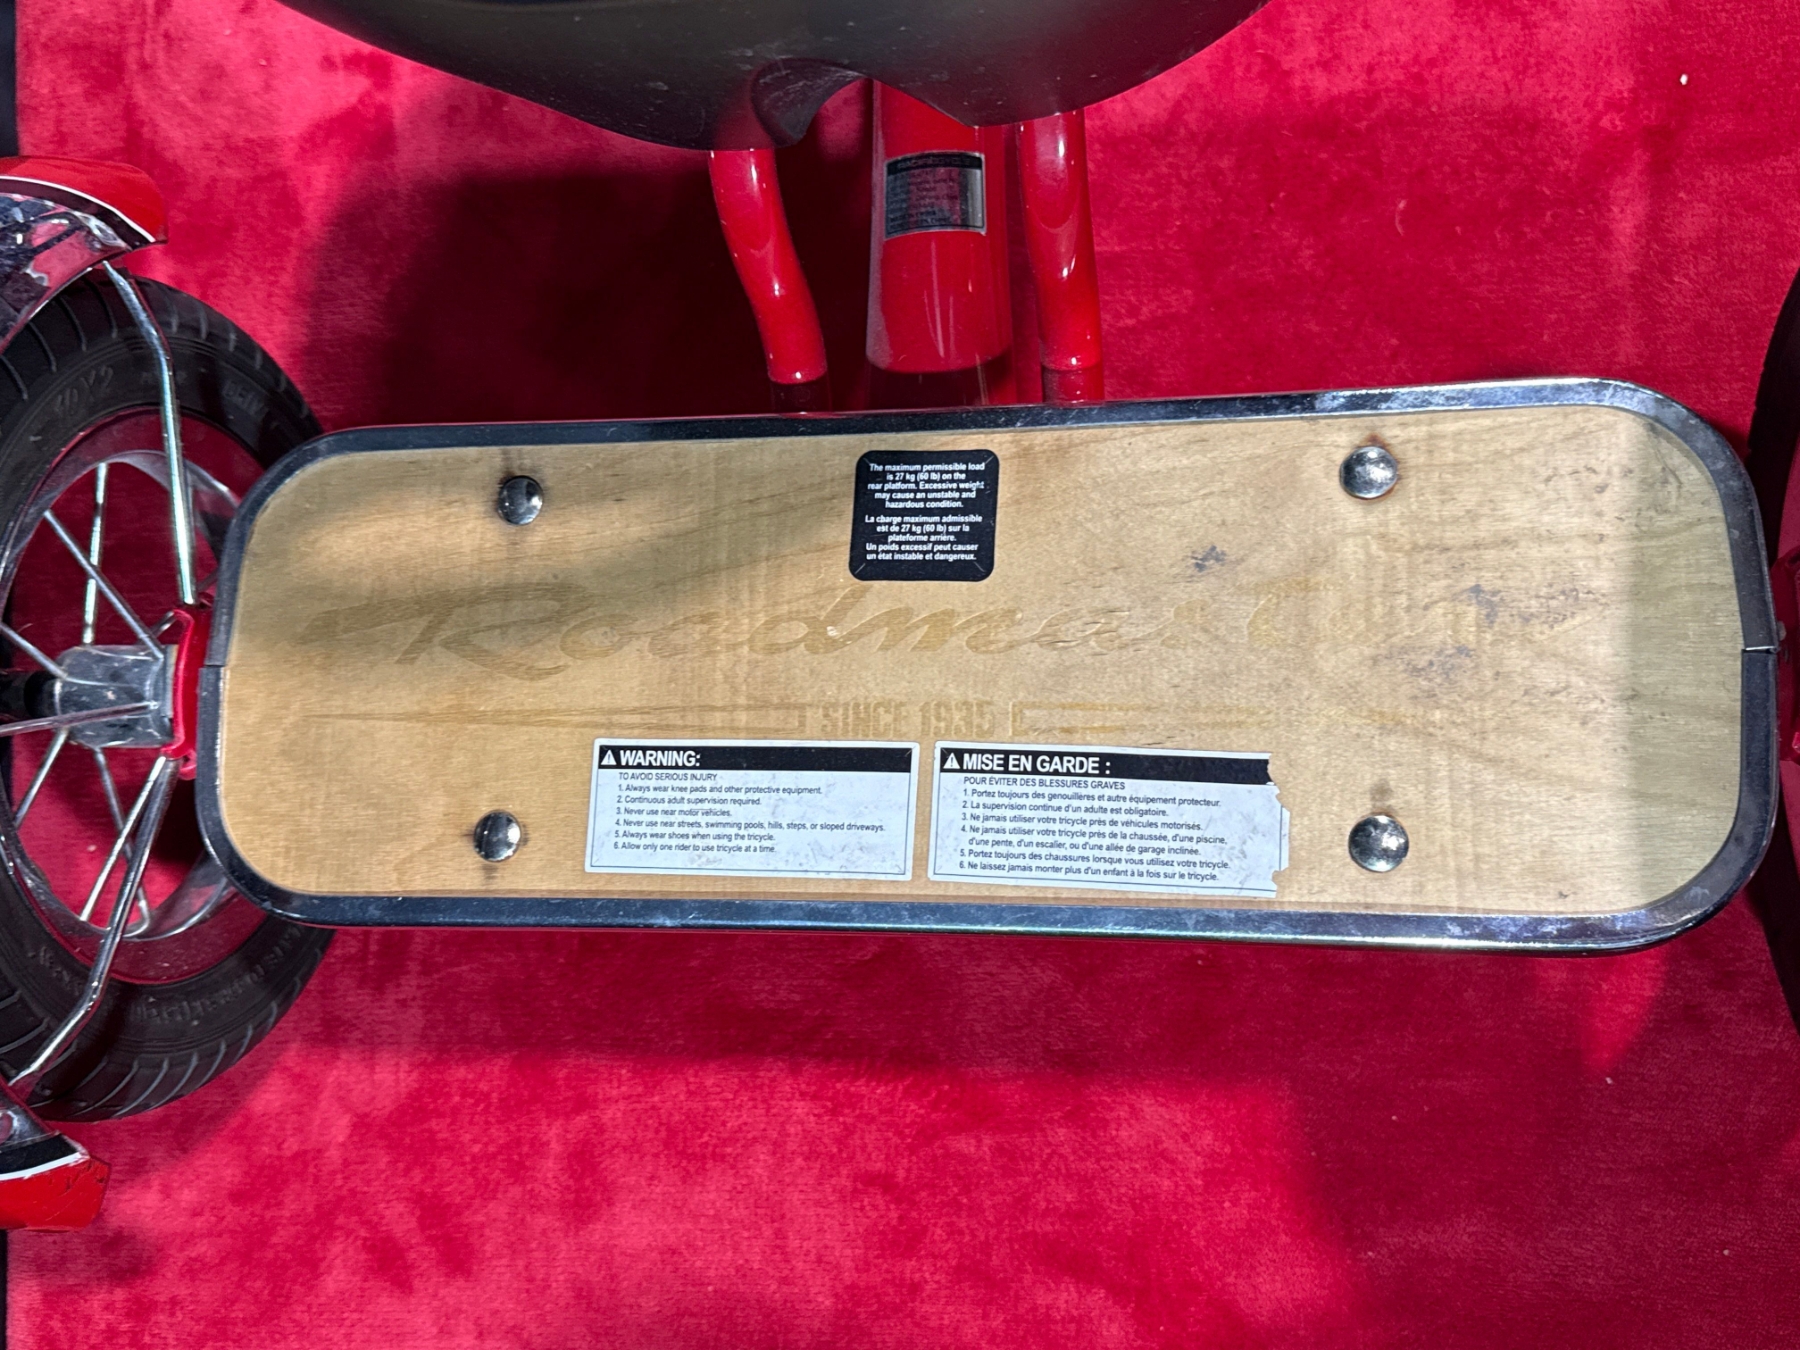 The maximum permissible load
is 27 kg (60 lb) on the
rear platform. Excessive weight
may cause an unstable and
hazardous condition.
La charge maximum admissible
est de 27 kg (60 lb) sur la
plateforme arrière.
Un poids excessif peut causer
un état instable et dangereux.
Roadmaster
SINCE 1935
WARNING:
TO AVOID SERIOUS INJURY
1. Always wear knee pads and other protective equipment.
2. Continuous adult supervision required.
3. Never use near motor vehicles.
4. Never use near streets, swimming pools, hills, steps, or sloped driveways.
5. Always wear shoes when using the tricycle.
6. Allow only one rider to use tricycle at a time.
MISE EN GARDE :
POUR ÉVITER DES BLESSURES GRAVES
1. Portez toujours des genouillères et autre équipement protecteur.
2. La supervision continue d'un adulte est obligatoire.
3. Ne jamais utiliser votre tricycle près de véhicules motorisés.
4. Ne jamais utiliser votre tricycle près de la chaussée, d'une piscine,
d'une pente, d'un escalier, ou d'une allée de garage inclinée.
5. Portez toujours des chaussures lorsque vous utilisez votre tricycle.
6. Ne laissez jamais monter plus d'un enfant à la fois sur le tricycle.
10 X 2